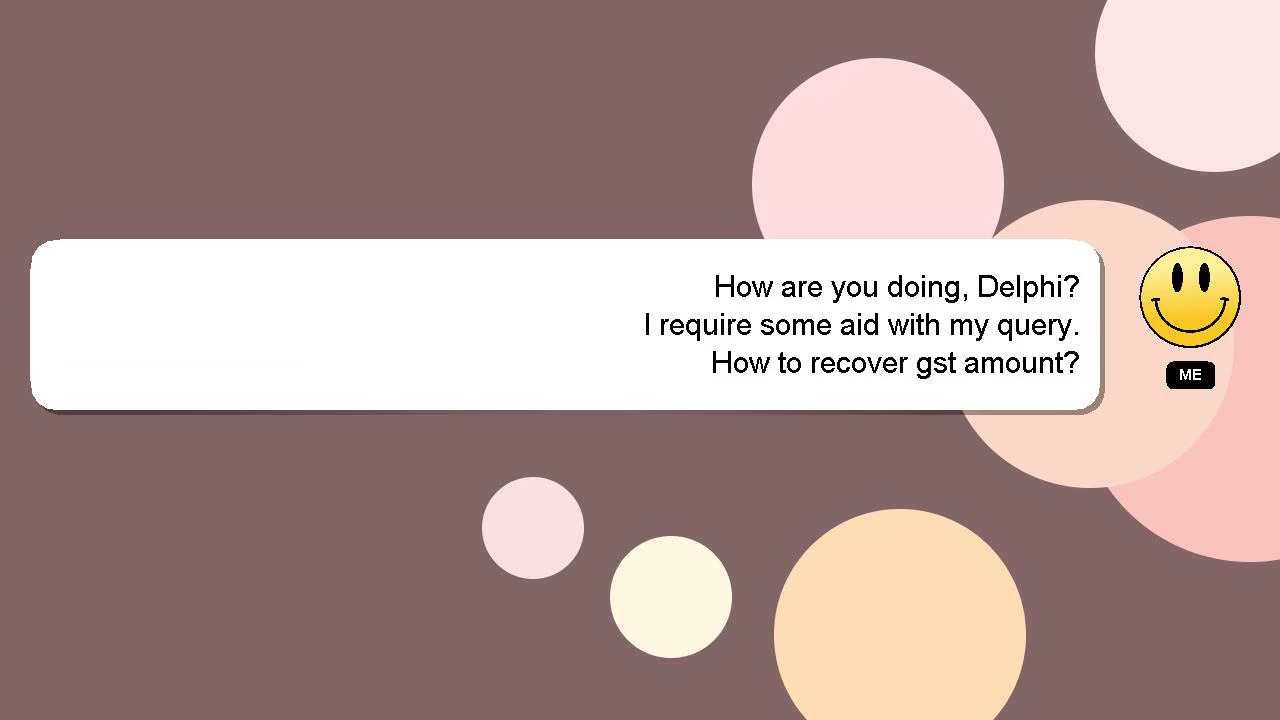 How are you doing, Delphi?
I require some aid with my query.
How to recover gst amount?
ME